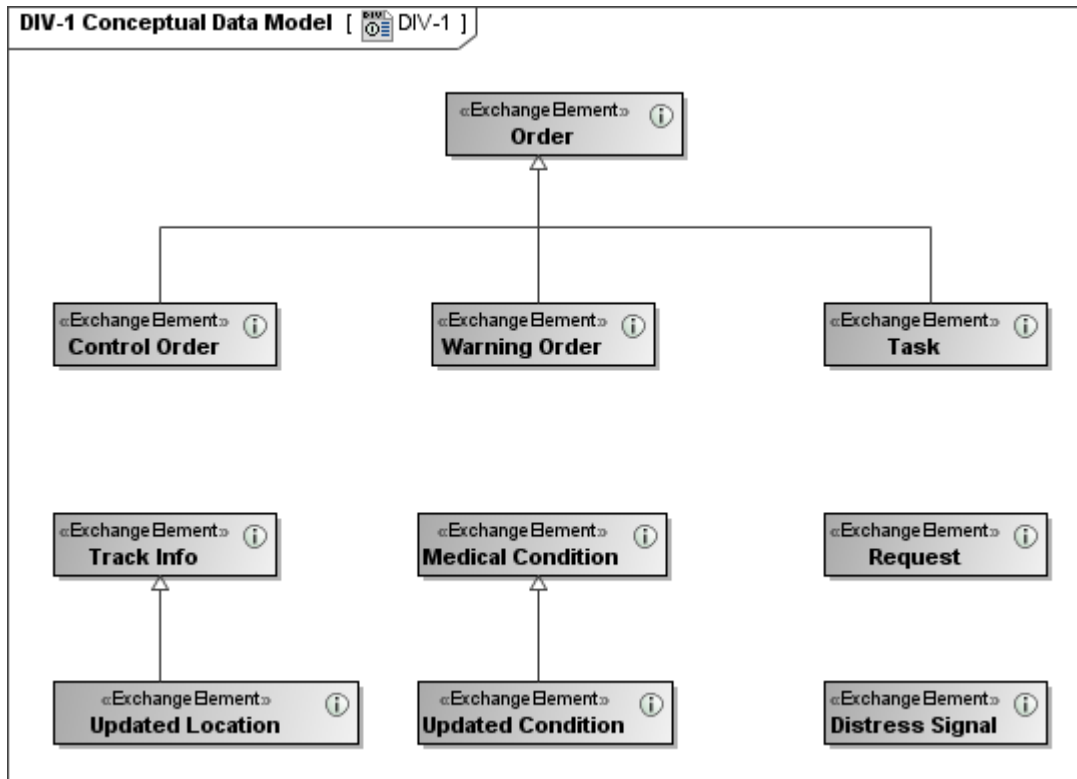 DIV-1 Conceptual Data Model [ DIV-1 ]
«ExchangeElement»
Order
«ExchangeElement»
Control Order
«ExchangeElement»
Warning Order
«ExchangeElement»
Task
«ExchangeElement»
Track Info
«ExchangeElement»
Medical Condition
«ExchangeElement»
Request
«ExchangeElement»
Updated Location
«ExchangeElement»
Updated Condition
«ExchangeElement»
Distress Signal